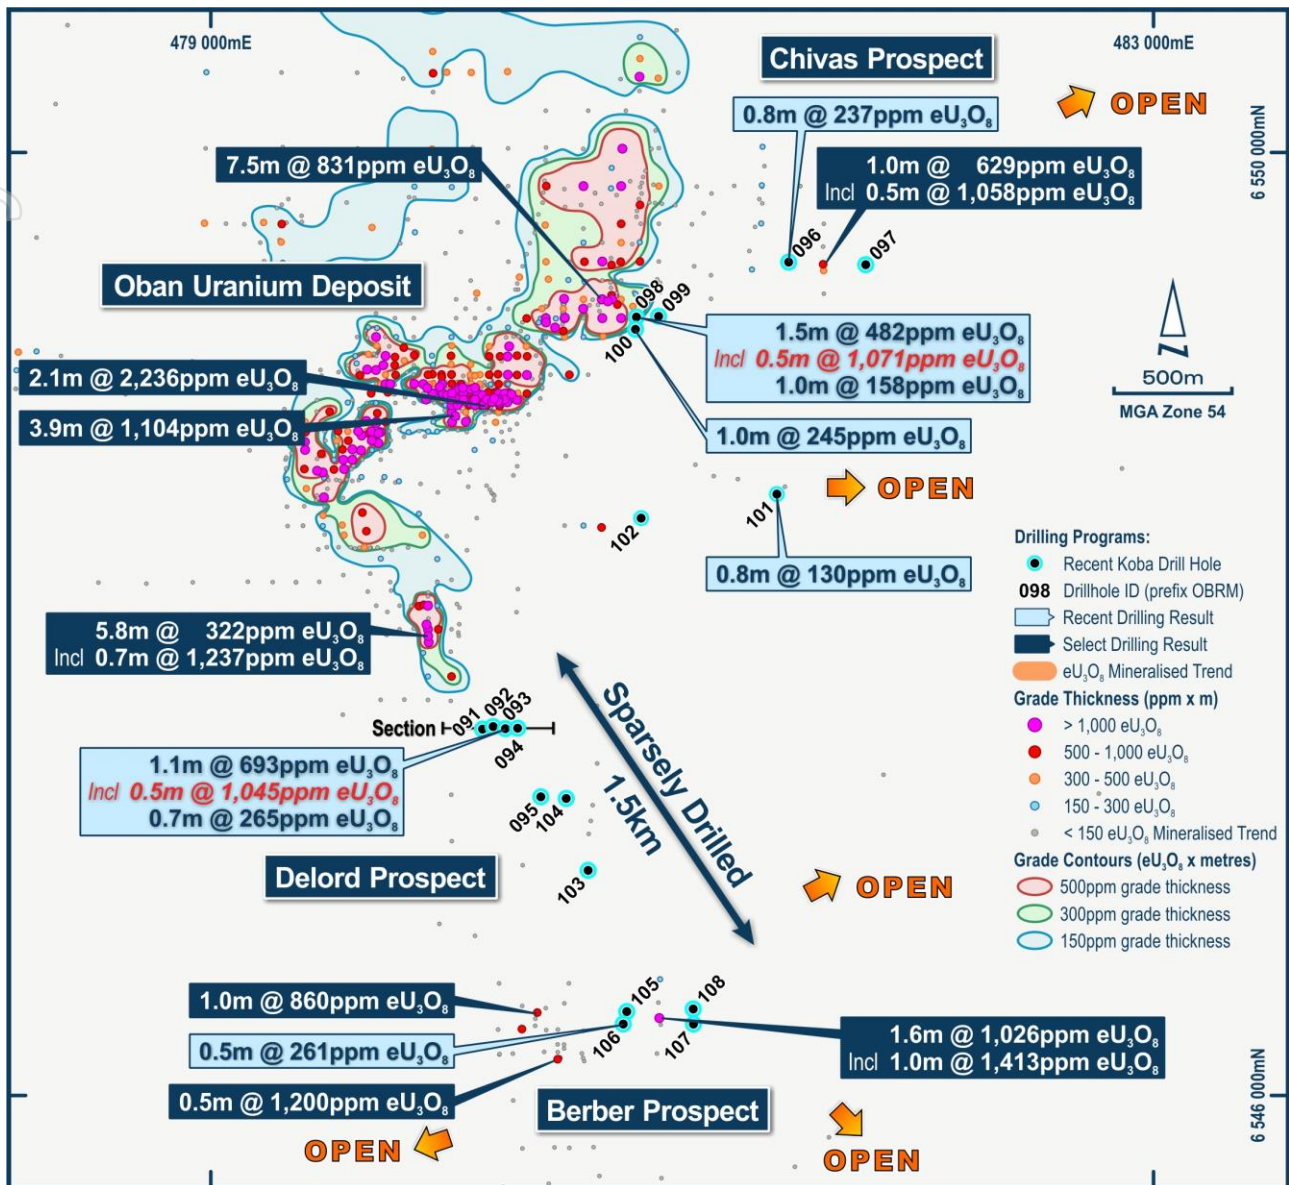 479 000mE
483 000mE
Chivas Prospect
OPEN
0.8m @ 237ppm eU₃O₈
6 550 000mN
7.5m @ 831ppm eU₃O₈
1.0m @ 629ppm eU₃O₈
Incl 0.5m @ 1,058ppm eU₃O₈
096
097
Oban Uranium Deposit
098
099
100
1.5m @ 482ppm eU₃O₈
Incl 0.5m @ 1,071ppm eU₃O₈
1.0m @ 158ppm eU₃O₈
N
500m
MGA Zone 54
2.1m @ 2,236ppm eU₃O₈
3.9m @ 1,104ppm eU₃O₈
1.0m @ 245ppm eU₃O₈
OPEN
101
102
0.8m @ 130ppm eU₃O₈
Drilling Programs:
Recent Koba Drill Hole
098 Drillhole ID (prefix OBRM)
Recent Drilling Result
Select Drilling Result
eU₃O₈ Mineralised Trend
Grade Thickness (ppm x m)
> 1,000 eU₃O₈
500 - 1,000 eU₃O₈
300 - 500 eU₃O₈
150 - 300 eU₃O₈
< 150 eU₃O₈ Mineralised Trend
Grade Contours (eU₃O₈ x metres)
500ppm grade thickness
300ppm grade thickness
150ppm grade thickness
5.8m @ 322ppm eU₃O₈
Incl 0.7m @ 1,237ppm eU₃O₈
Sparsely Drilled
1.5km
Section
091
092
093
094
1.1m @ 693ppm eU₃O₈
Incl 0.5m @ 1,045ppm eU₃O₈
0.7m @ 265ppm eU₃O₈
095
104
Delord Prospect
103
OPEN
1.0m @ 860ppm eU₃O₈
105
108
106
107
0.5m @ 261ppm eU₃O₈
1.6m @ 1,026ppm eU₃O₈
Incl 1.0m @ 1,413ppm eU₃O₈
0.5m @ 1,200ppm eU₃O₈
Berber Prospect
6 546 000mN
OPEN
OPEN